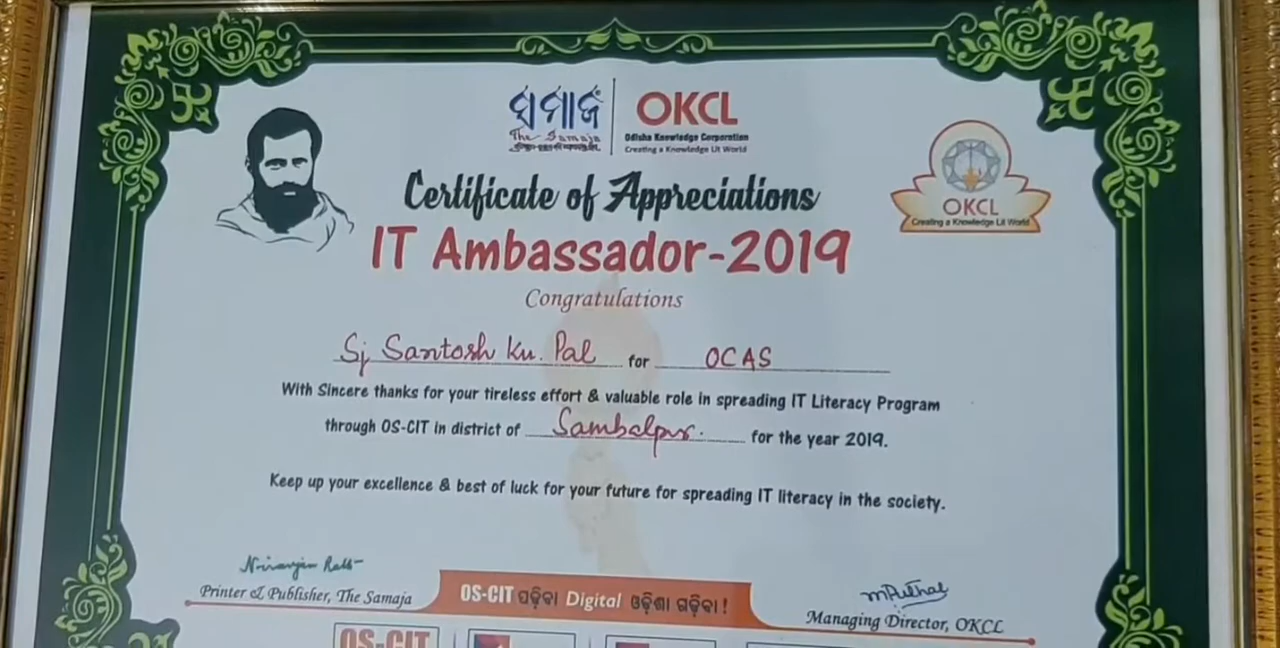 ସମାଜ
The Samaja
OKCL
Odisha Knowledge Corporation
Creating a Knowledge Lit World
Certificate of Appreciations
OKCL
Creating a Knowledge Lit World
IT Ambassador-2019
Congratulations
Sj Santosh Ku. Pal for OCAS
With Sincere thanks for your tireless effort & valuable role in spreading IT Literacy Program
through OS-CIT in district of Sambalpur. for the year 2019.
Keep up your excellence & best of luck for your future for spreading IT literacy in the society.
Printer & Publisher, The Samaja
OS-CIT ପଢ଼ିବା Digital ଓଡ଼ିଶା ଗଢ଼ିବା !
Managing Director, OKCL
OS-CIT